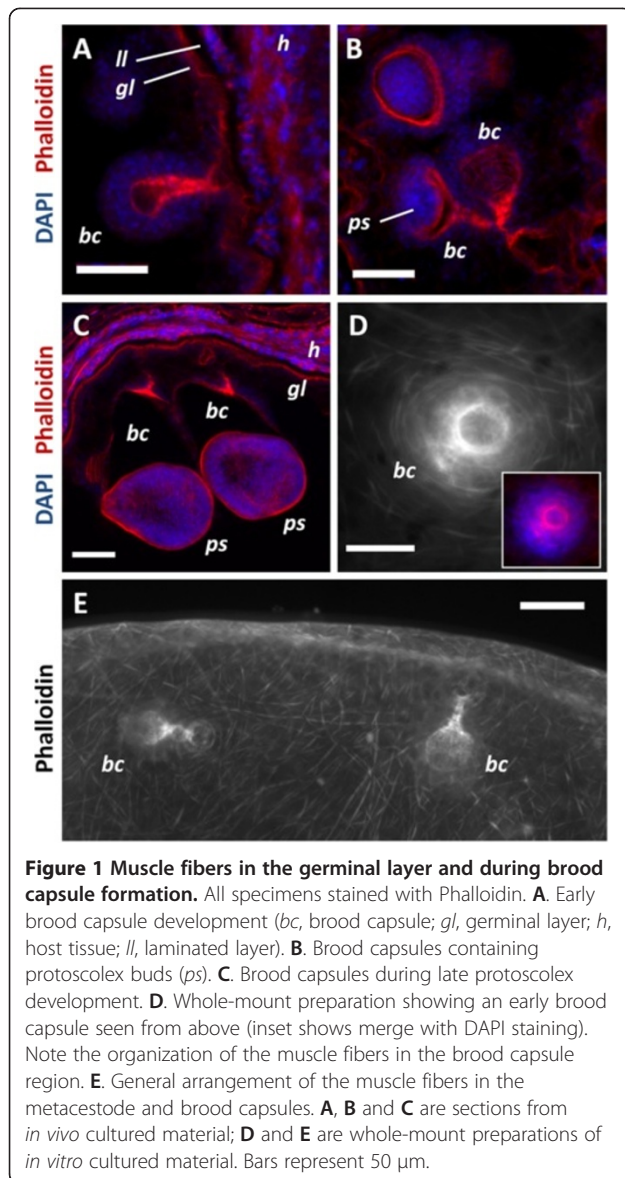 A
ll
gl
h
bc
DAPI Phalloidin
B
bc
ps
bc
C
h
gl
bc
bc
ps
ps
DAPI Phalloidin
D
bc
E
bc
bc
Phalloidin
Figure 1 Muscle fibers in the germinal layer and during brood
capsule formation. All specimens stained with Phalloidin. A. Early
brood capsule development (bc, brood capsule; gl, germinal layer; h,
host tissue; ll, laminated layer). B. Brood capsules containing
protoscolex buds (ps). C. Brood capsules during late protoscolex
development. D. Whole-mount preparation showing an early brood
capsule seen from above (inset shows merge with DAPI staining).
Note the organization of the muscle fibers in the brood capsule
region. E. General arrangement of the muscle fibers in the
metacestode and brood capsules. A, B and C are sections from
in vivo cultured material; D and E are whole-mount preparations of
in vitro cultured material. Bars represent 50 μm.